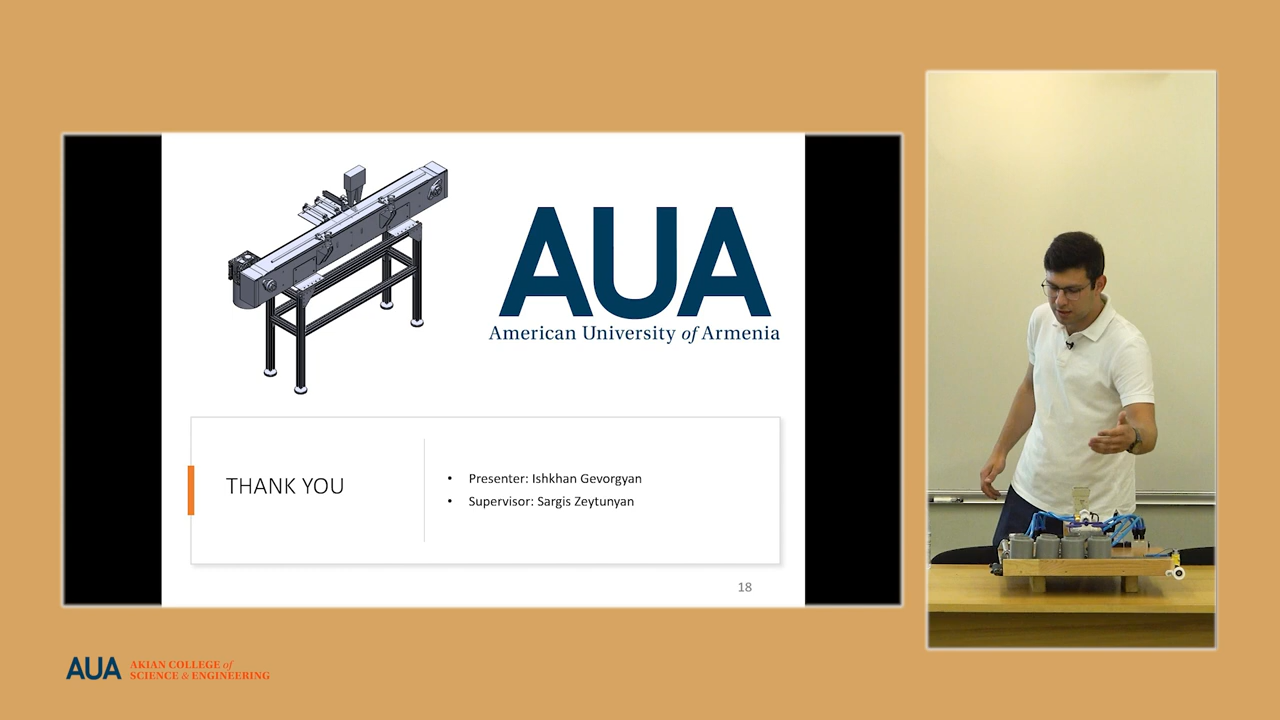 AUA
American University of Armenia
THANK YOU
• Presenter: Ishkhan Gevorgyan
• Supervisor: Sargis Zeytunyan
18
AUA
AKIAN COLLEGE of
SCIENCE & ENGINEERING